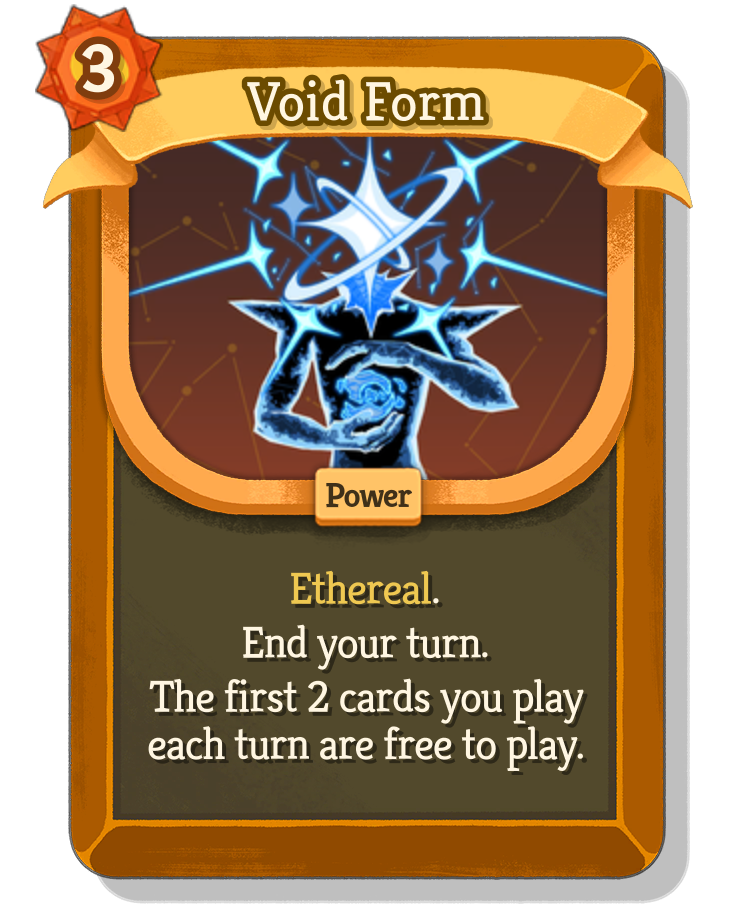 3
Void Form
Power
Ethereal.
End your turn.
The first 2 cards you play
each turn are free to play.